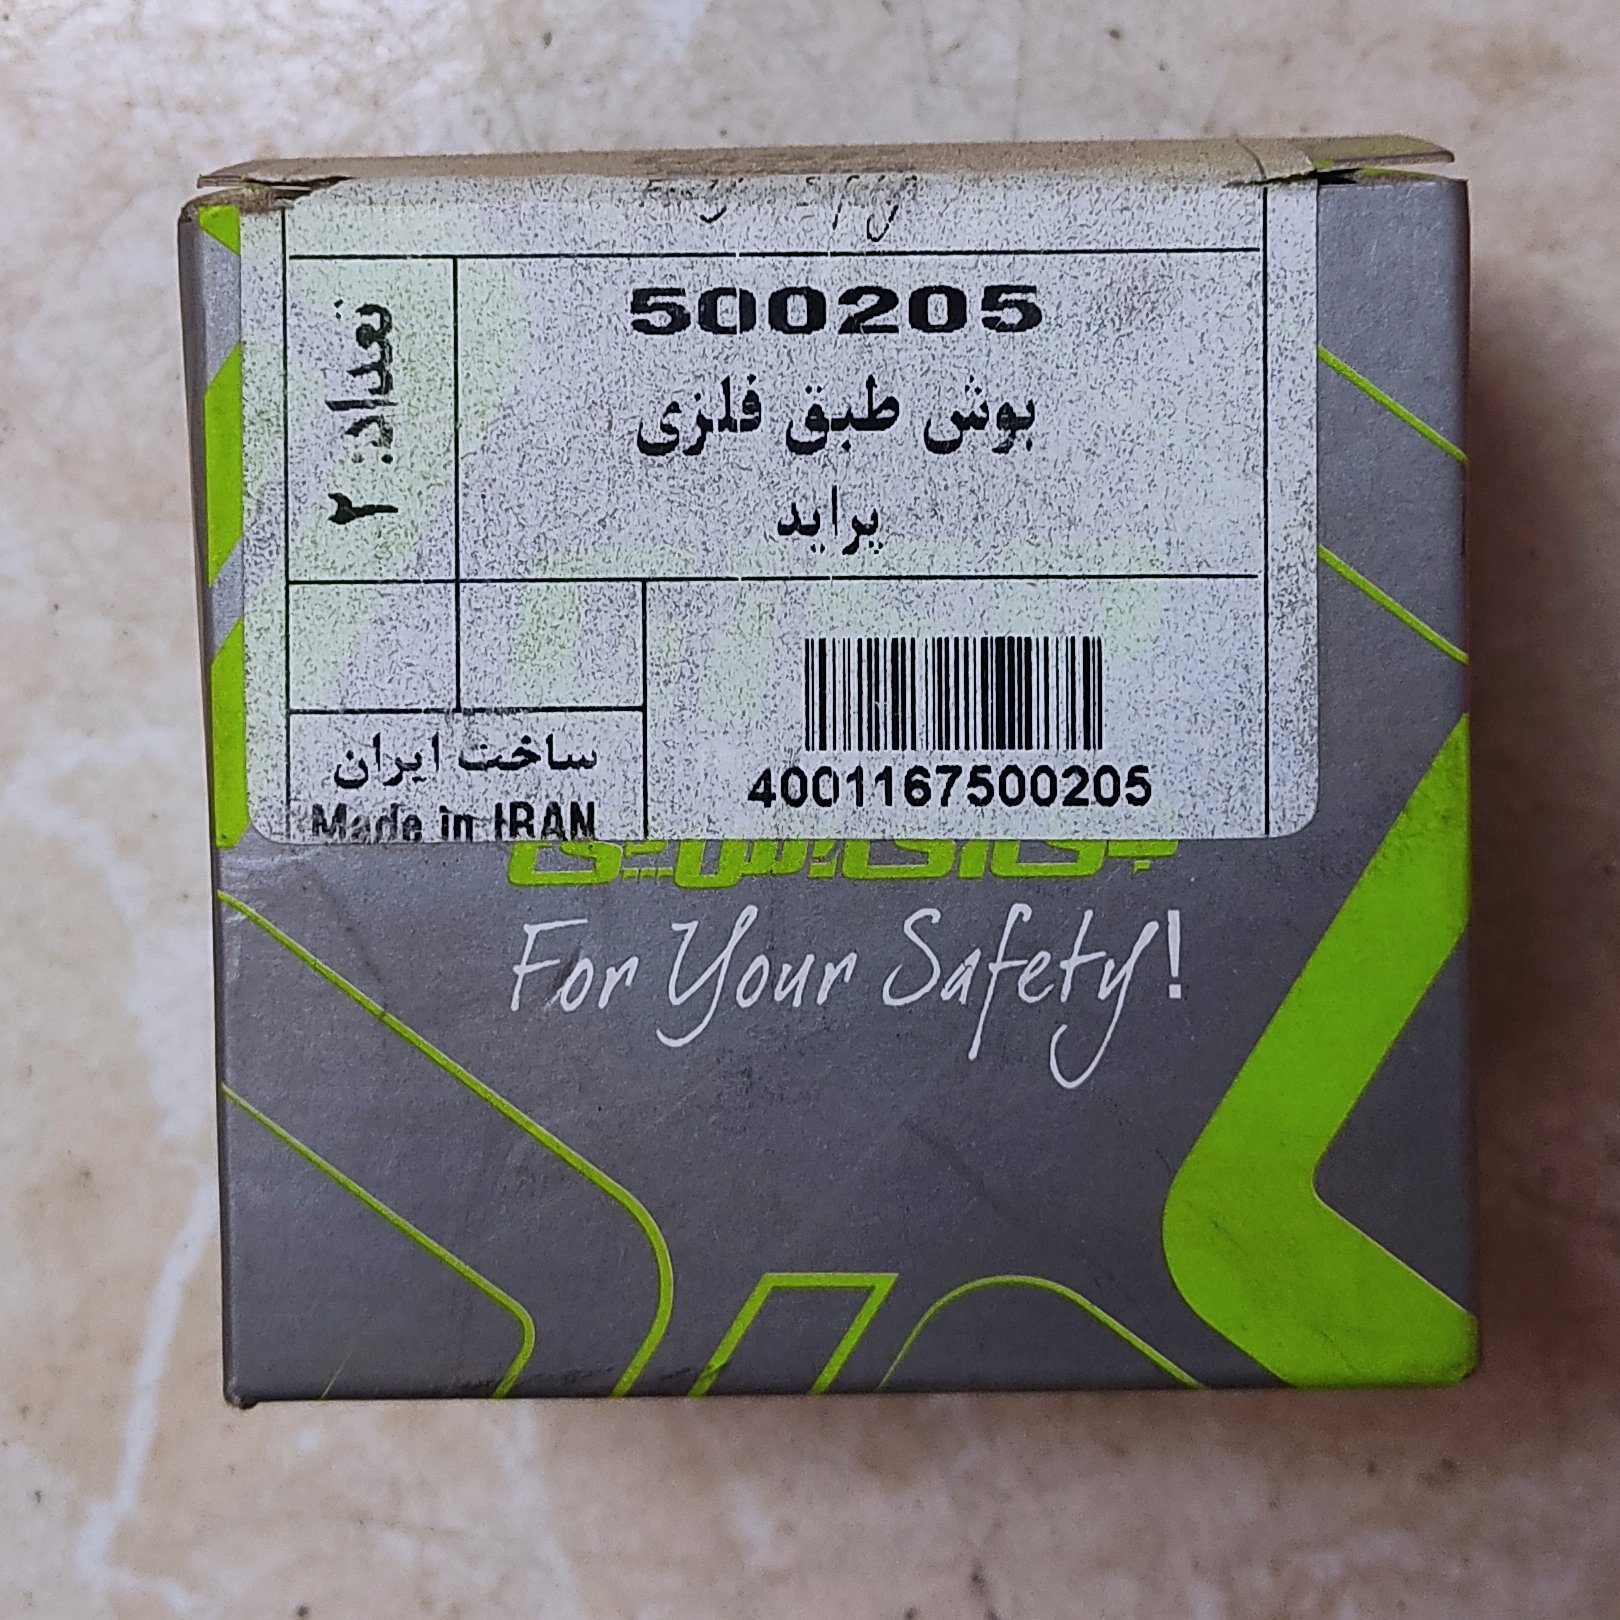 500205
بوش طبق فلزی
پراید
تعداد: ۲
4001167500205
ساخت ایران
Made in IRAN
For Your Safety!